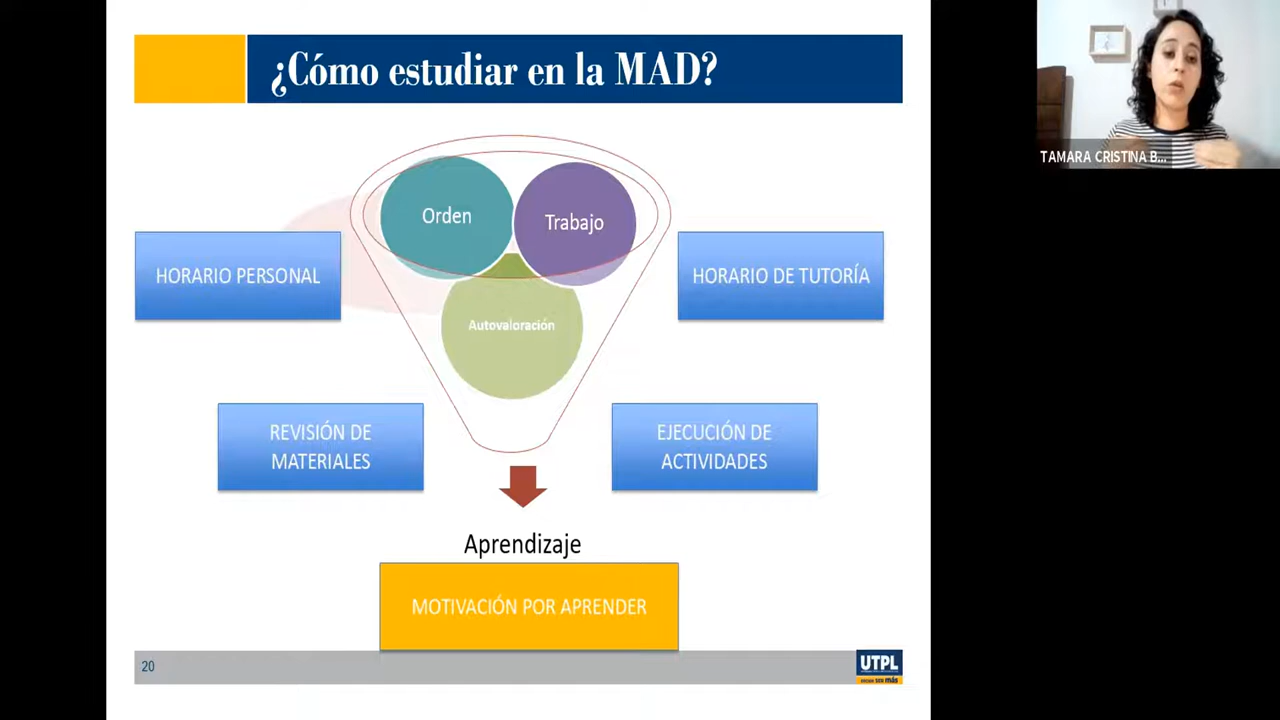 ¿Cómo estudiar en la MAD?
TAMARA CRISTINA B...
Orden
Trabajo
HORARIO PERSONAL
HORARIO DE TUTORÍA
Autovaloración
REVISIÓN DE
MATERIALES
EJECUCIÓN DE
ACTIVIDADES
Aprendizaje
MOTIVACIÓN POR APRENDER
20
UTPL